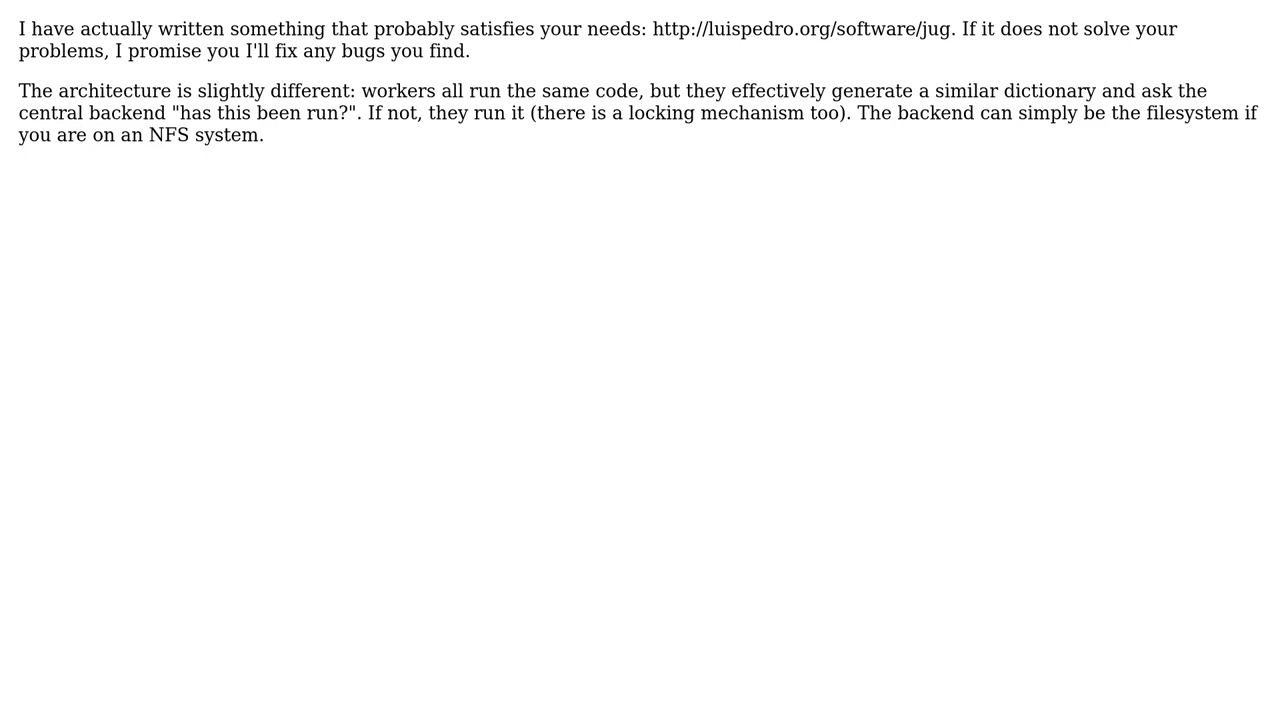 I have actually written something that probably satisfies your needs: http://luispedro.org/software/jug. If it does not solve your
problems, I promise you I'll fix any bugs you find.
The architecture is slightly different: workers all run the same code, but they effectively generate a similar dictionary and ask the
central backend "has this been run?". If not, they run it (there is a locking mechanism too). The backend can simply be the filesystem if
you are on an NFS system.